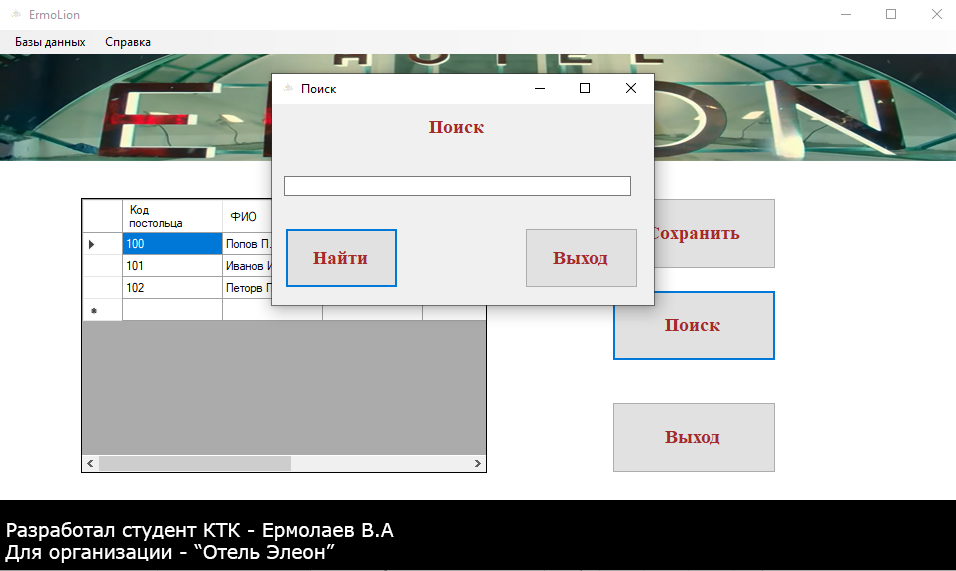 ErmoLion
Базы данных Справка
HOTEL
Поиск
Поиск
Найти
Выход
Код
постольца
ФИО
100 Попов П.
101 Иванов И
102 Петорв П
Сохранить
Поиск
Выход
Разработал студент КТК - Ермолаев В.А
Для организации - “Отель Элеон”